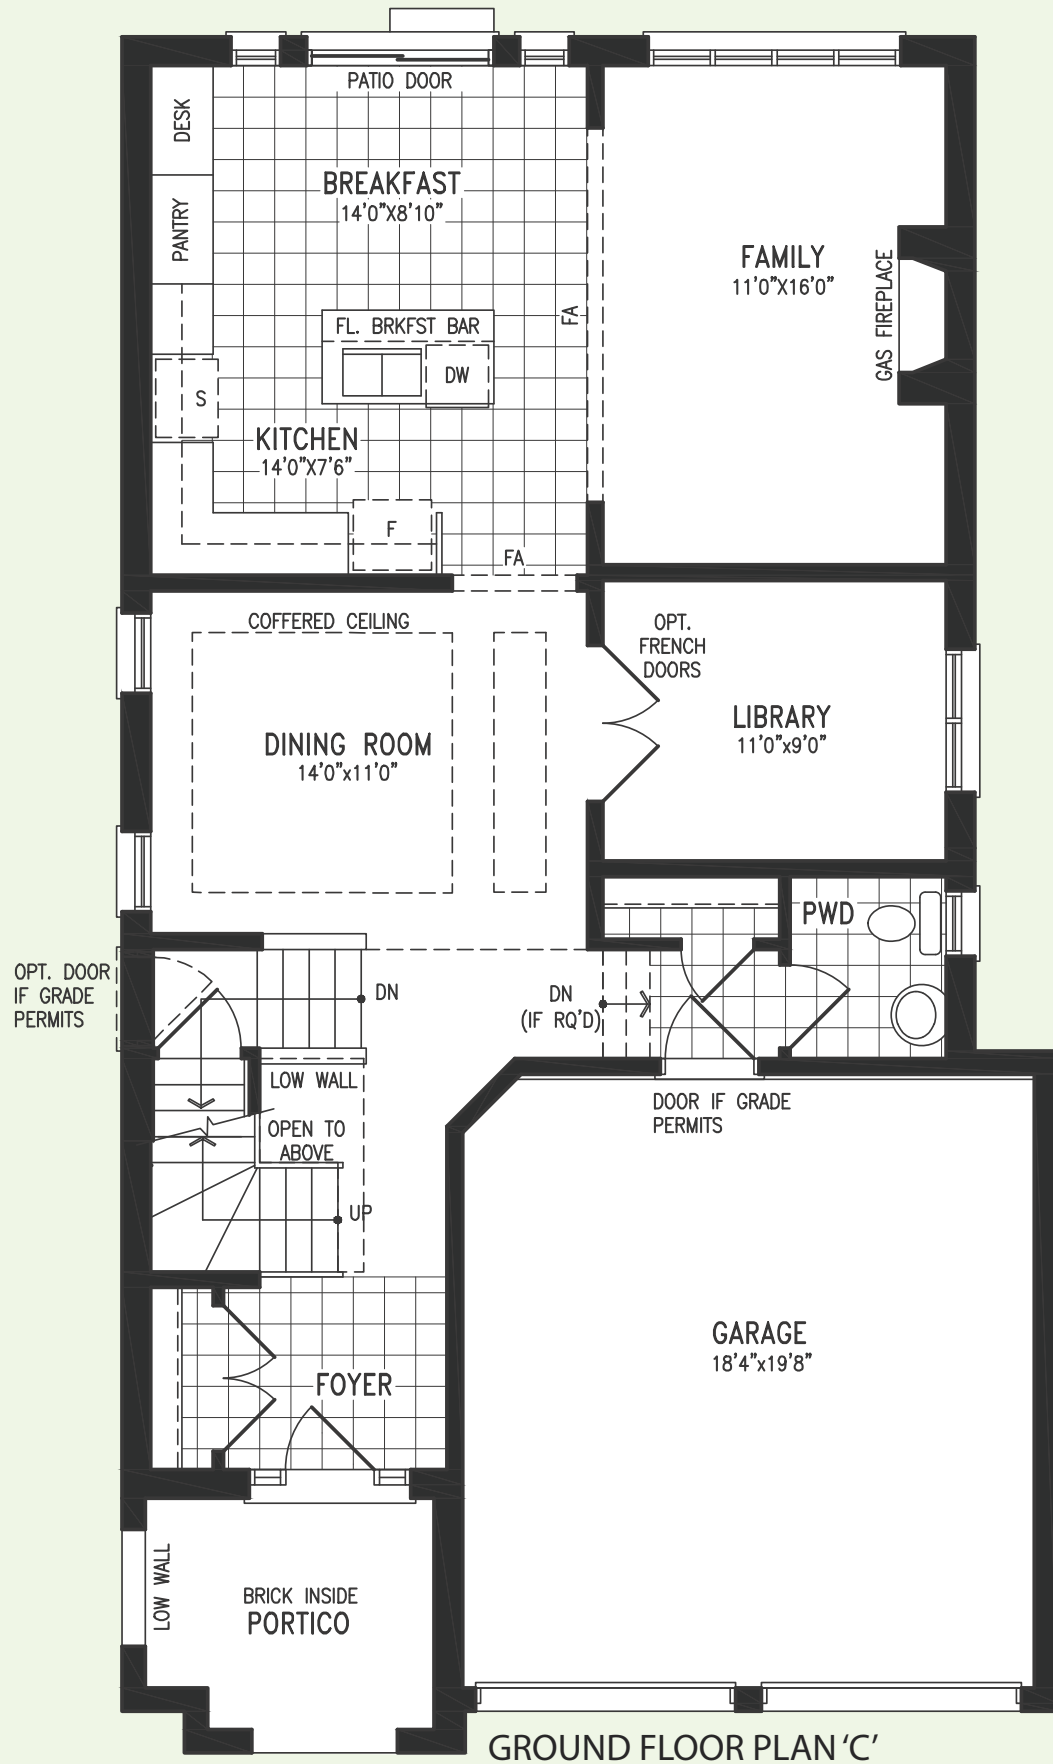 PATIO DOOR
DESK
BREAKFAST
14'0"X8'10"
PANTRY
FAMILY
11'0"X16'0"
GAS FIREPLACE
FA
FL. BRKFST BAR
DW
S
KITCHEN
14'0"X7'6"
F
FA
COFFERED CEILING
OPT.
FRENCH
DOORS
DINING ROOM
14'0"x11'0"
LIBRARY
11'0"x9'0"
PWD
OPT. DOOR
IF GRADE
PERMITS
DN
DN
(IF RQ'D)
LOW WALL
OPEN TO
ABOVE
DOOR IF GRADE
PERMITS
UP
GARAGE
18'4"x19'8"
FOYER
LOW WALL
BRICK INSIDE
PORTICO
GROUND FLOOR PLAN 'C'